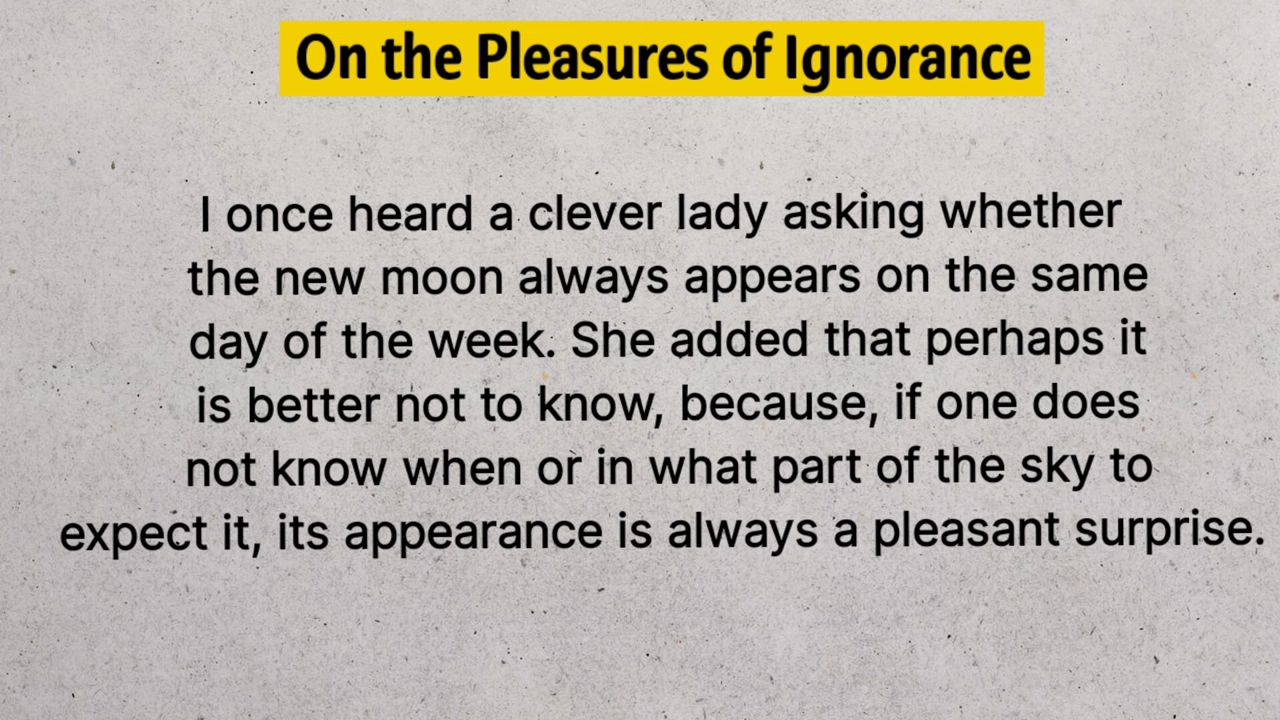 On the Pleasures of Ignorance
I once heard a clever lady asking whether
the new moon always appears on the same
day of the week. She added that perhaps it
is better not to know, because, if one does
not know when or in what part of the sky to
expect it, its appearance is always a pleasant surprise.